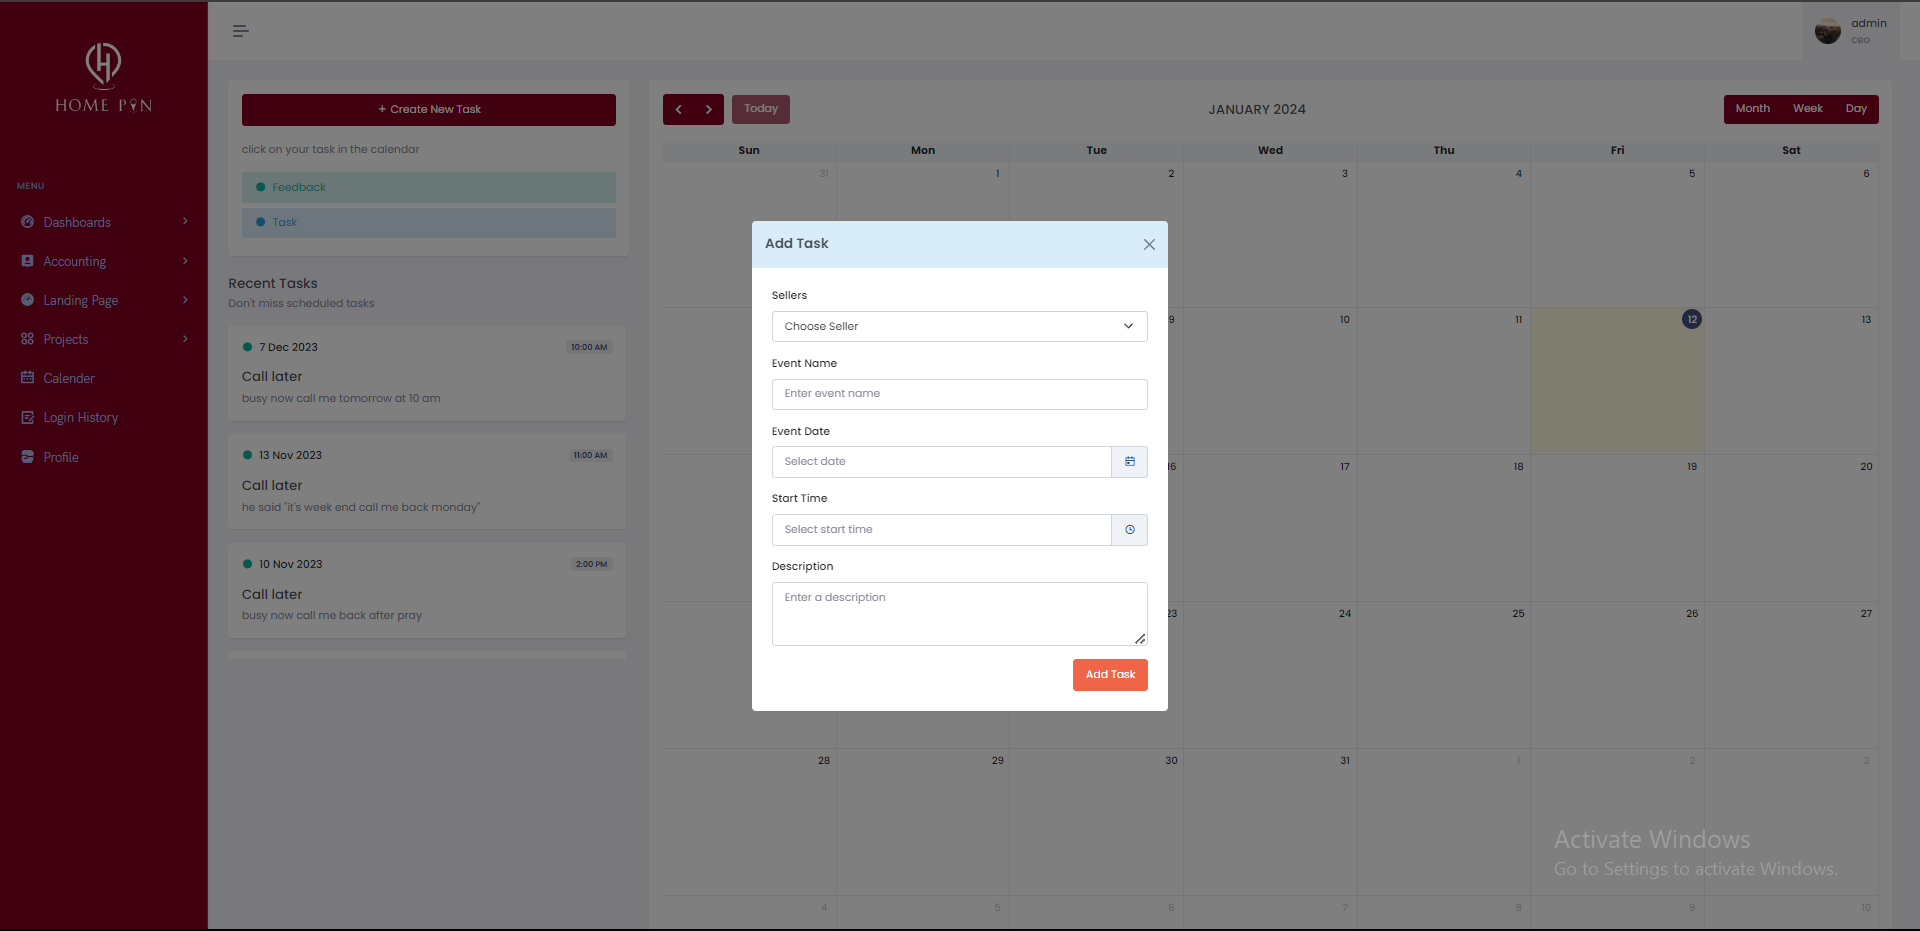 HOME PIN
MENU
Dashboards
Accounting
Landing Page
Projects
Calender
Login History
Profile
admin
ceo
+ Create New Task
click on your task in the calendar
Feedback
Task
Recent Tasks
Don't miss scheduled tasks
7 Dec 2023 10:00 AM
Call later
busy now call me tomorrow at 10 am
13 Nov 2023 11:00 AM
Call later
he said "it's week end call me back monday"
10 Nov 2023 2:00 PM
Call later
busy now call me back after pray
Today
JANUARY 2024
Month Week Day
Sun Mon Tue Wed Thu Fri Sat
31 1 2 3 4 5 6
9 10 11 12 13
16 17 18 19 20
23 24 25 26 27
28 29 30 31 1 2 3
4 5 6 7 8 9 10
Add Task
Sellers
Choose Seller
Event Name
Enter event name
Event Date
Select date
Start Time
Select start time
Description
Enter a description
Add Task
Activate Windows
Go to Settings to activate Windows.